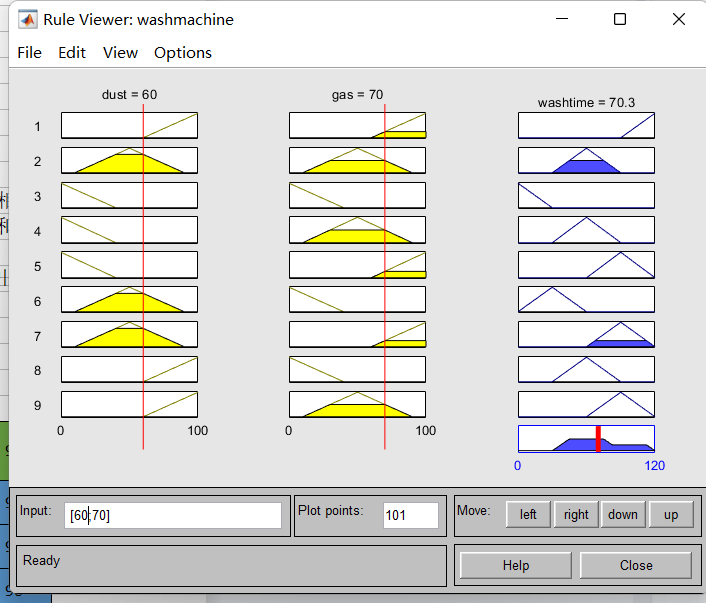 Rule Viewer: washmachine
File Edit View Options
dust = 60 gas = 70 washtime = 70.3
1
2
3
4
5
6
7
8
9
0 100 0 100
0 120
Input: [60;70] Plot points: 101 Move: left right down up
Ready Help Close